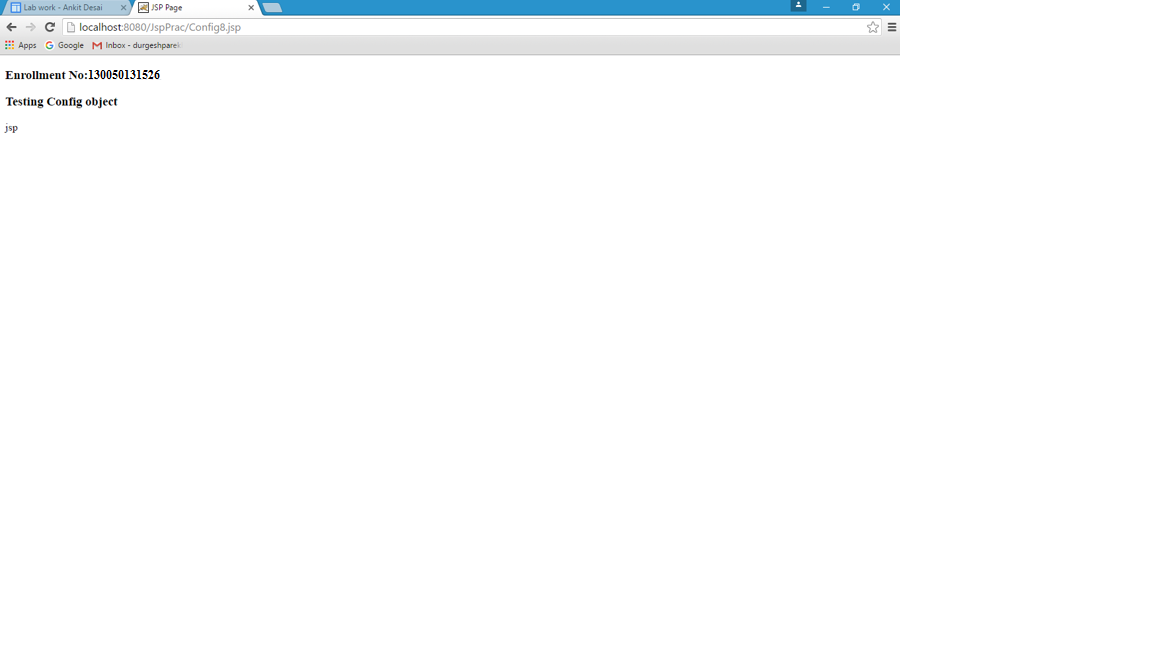 Lab work - Ankit Desai
JSP Page
localhost:8080/JspPrac/Config8.jsp
Apps Google Inbox - durgeshparek
Enrollment No:130050131526
Testing Config object
jsp